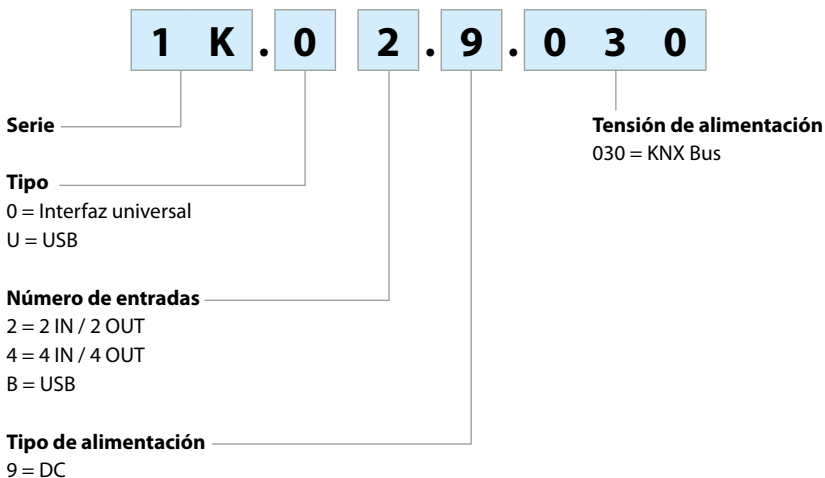 1 K . 0 2 . 9 . 0 3 0
Serie
Tensión de alimentación
030 = KNX Bus
Tipo
0 = Interfaz universal
U = USB
Número de entradas
2 = 2 IN / 2 OUT
4 = 4 IN / 4 OUT
B = USB
Tipo de alimentación
9 = DC